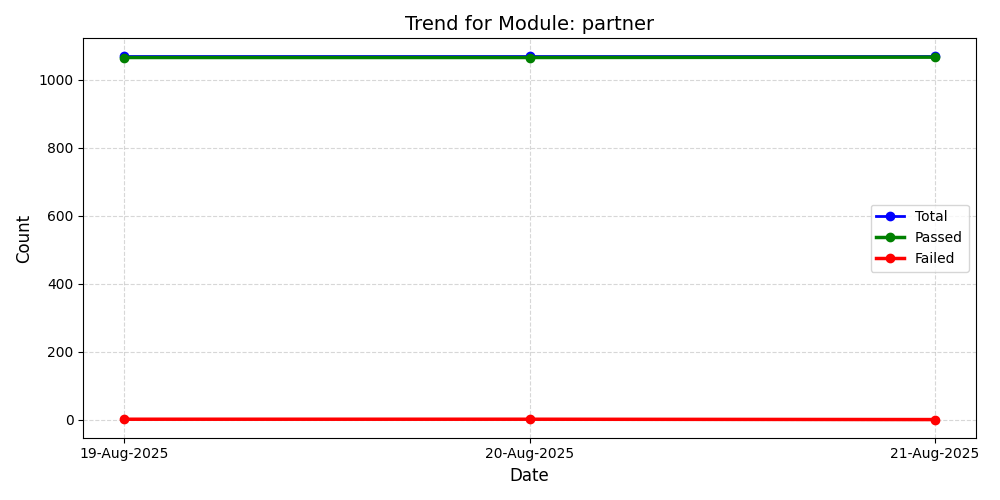 Trend for Module: partner
Count
1000
800
600
400
200
0
Total
Passed
Failed
19-Aug-2025
20-Aug-2025
21-Aug-2025
Date